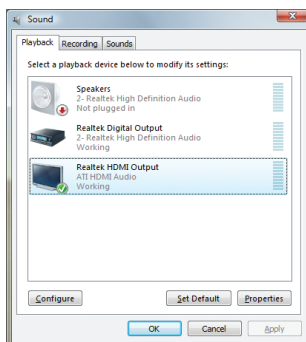 Sound
Playback
Recording
Sounds
Select a playback device below to modify its settings:
Speakers
2- Realtek High Definition Audio
Not plugged in
Realtek Digital Output
2- Realtek High Definition Audio
Working
Realtek HDMI Output
ATI HDMI Audio
Working
Configure
Set Default
Properties
OK
Cancel
Apply